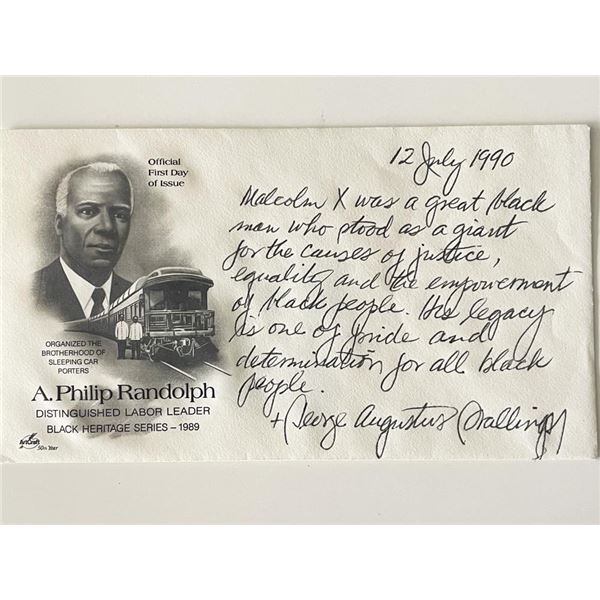 Official
First Day
of Issue
ORGANIZED THE
BROTHERHOOD OF
SLEEPING CAR
PORTERS
A. Philip Randolph
DISTINGUISHED LABOR LEADER
BLACK HERITAGE SERIES – 1989
ArtCraft
50th Year
12 July 1990
Malcolm X was a great black
man who stood as a giant
for the causes of justice,
equality and the empowerment
of black people. His legacy
is one of pride and
determination for all black
people.
+George Augustus Stallings